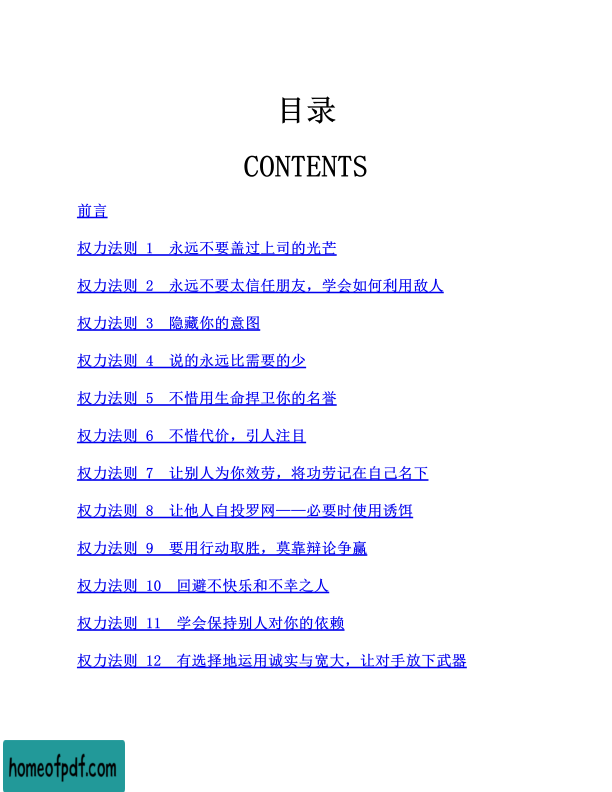 目录
CONTENTS
前言
权力法则 1 永远不要盖过上司的光芒
权力法则 2 永远不要太信任朋友，学会如何利用敌人
权力法则 3 隐藏你的意图
权力法则 4 说的永远比需要的少
权力法则 5 不惜用生命捍卫你的名誉
权力法则 6 不惜代价，引人注目
权力法则 7 让别人为你效劳，将功劳记在自己名下
权力法则 8 让他人自投罗网——必要时使用诱饵
权力法则 9 要用行动取胜，莫靠辩论争赢
权力法则 10 回避不快乐和不幸之人
权力法则 11 学会保持别人对你的依赖
权力法则 12 有选择地运用诚实与宽大，让对手放下武器
homeofpdf.com